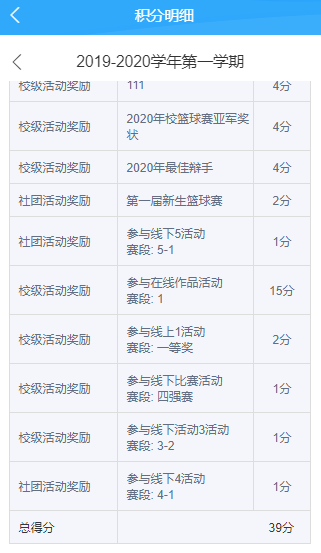 积分明细
2019-2020学年第一学期
校级活动奖励 111 4分
校级活动奖励 2020年校篮球赛亚军奖状 4分
校级活动奖励 2020年最佳辩手 4分
社团活动奖励 第一届新生篮球赛 2分
社团活动奖励 参与线下5活动 1分
赛段: 5-1
校级活动奖励 参与在线作品活动 15分
赛段: 1
校级活动奖励 参与线上1活动 2分
赛段: 一等奖
校级活动奖励 参与线下比赛活动 1分
赛段: 四强赛
校级活动奖励 参与线下活动3活动 1分
赛段: 3-2
社团活动奖励 参与线下4活动 1分
赛段: 4-1
总得分 39分